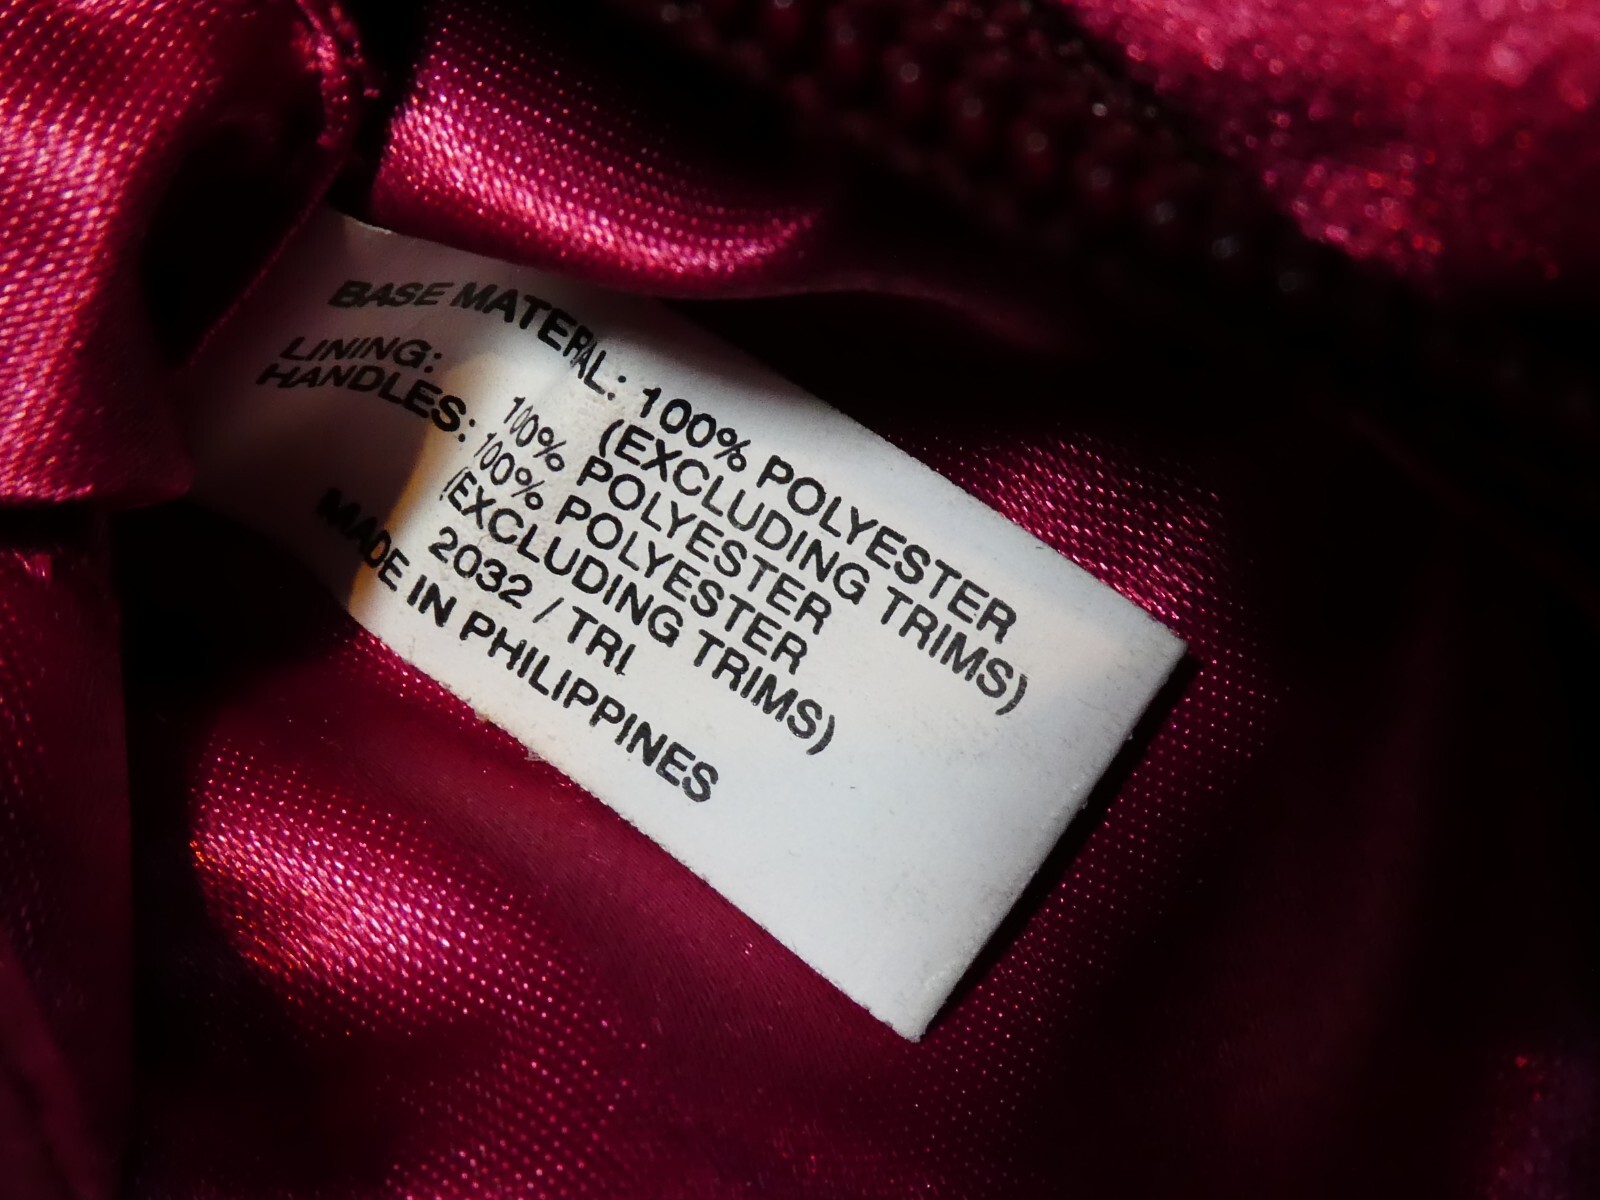 BASE MATERIAL: 100% POLYESTER
(EXCLUDING TRIMS)
LINING: 100% POLYESTER
HANDLES: 100% POLYESTER
(EXCLUDING TRIMS)
2032 / TRI
MADE IN PHILIPPINES